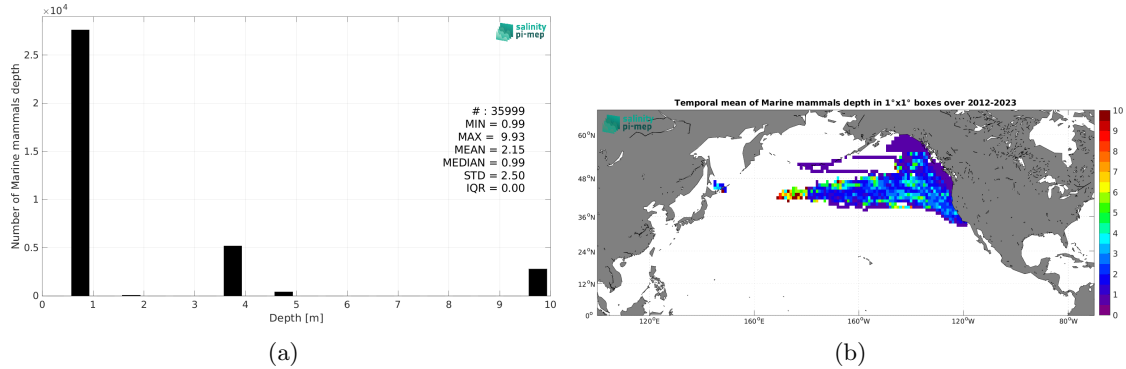 ×10⁴
Number of Marine mammals depth
2.5
2
1.5
1
0.5
0
0 1 2 3 4 5 6 7 8 9 10
Depth [m]
salinity
pi-mep
# : 35999
MIN = 0.99
MAX = 9.93
MEAN = 2.15
MEDIAN = 0.99
STD = 2.50
IQR = 0.00
(a)
Temporal mean of Marine mammals depth in 1°x1° boxes over 2012-2023
salinity
pi-mep
60°N
48°N
36°N
24°N
12°N
0°
120°E 160°E 160°W 120°W 80°W
10
9
8
7
6
5
4
3
2
1
0
(b)